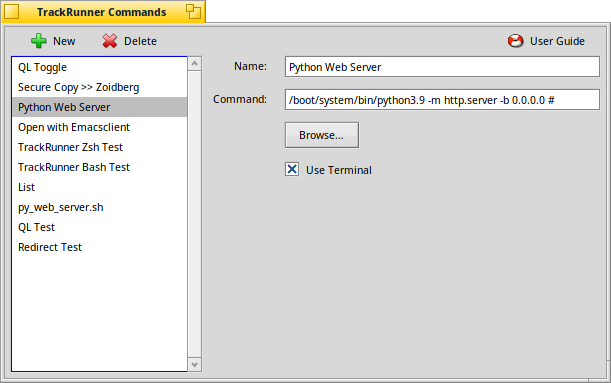 TrackRunner Commands
New
Delete
User Guide
QL Toggle
Secure Copy >> Zoidberg
Python Web Server
Open with Emacsclient
TrackRunner Zsh Test
TrackRunner Bash Test
List
py_web_server.sh
QL Test
Redirect Test
Name:
Python Web Server
Command:
/boot/system/bin/python3.9 -m http.server -b 0.0.0.0 #
Browse...
Use Terminal